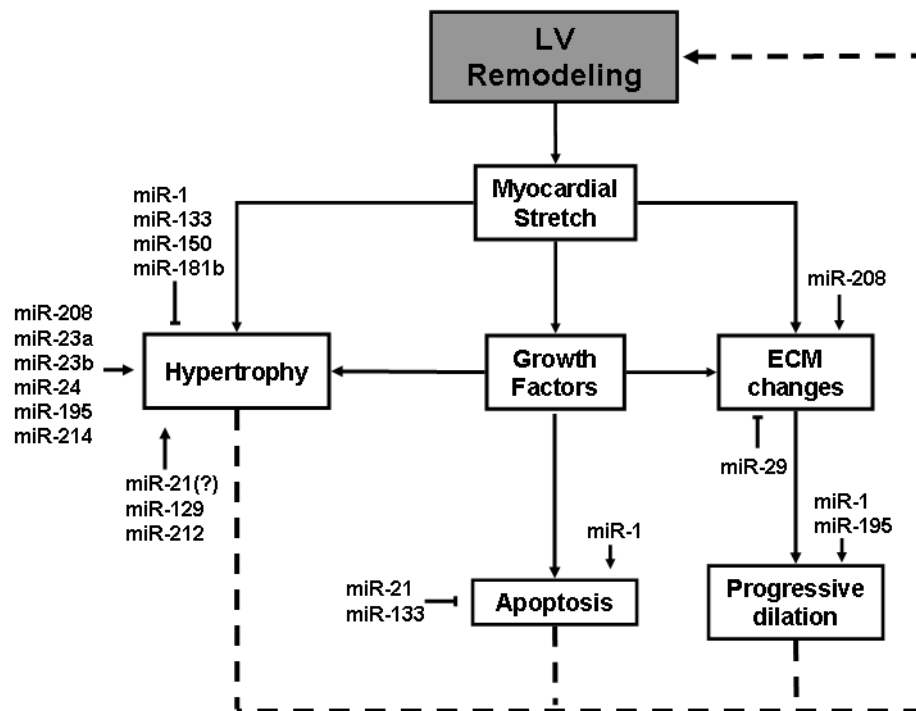 LV
Remodeling
Myocardial
Stretch
miR-1
miR-133
miR-150
miR-181b
miR-208
miR-208
miR-23a
miR-23b
miR-24
miR-195
miR-214
Hypertrophy
Growth
Factors
ECM
changes
miR-21(?)
miR-129
miR-212
miR-29
miR-1
miR-1
miR-195
miR-21
miR-133
Apoptosis
Progressive
dilation